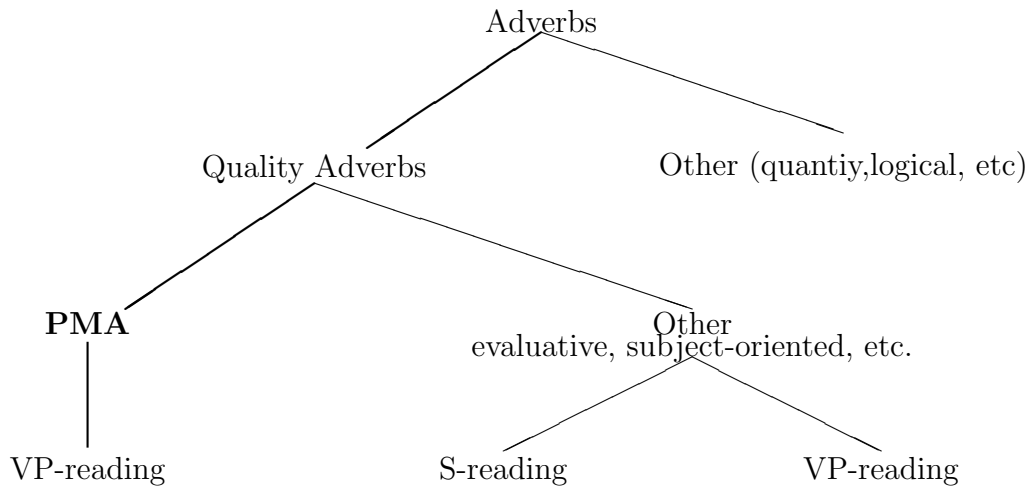 Adverbs
Quality Adverbs
Other (quantiy,logical, etc)
PMA
Other
evaluative, subject-oriented, etc.
VP-reading
S-reading
VP-reading